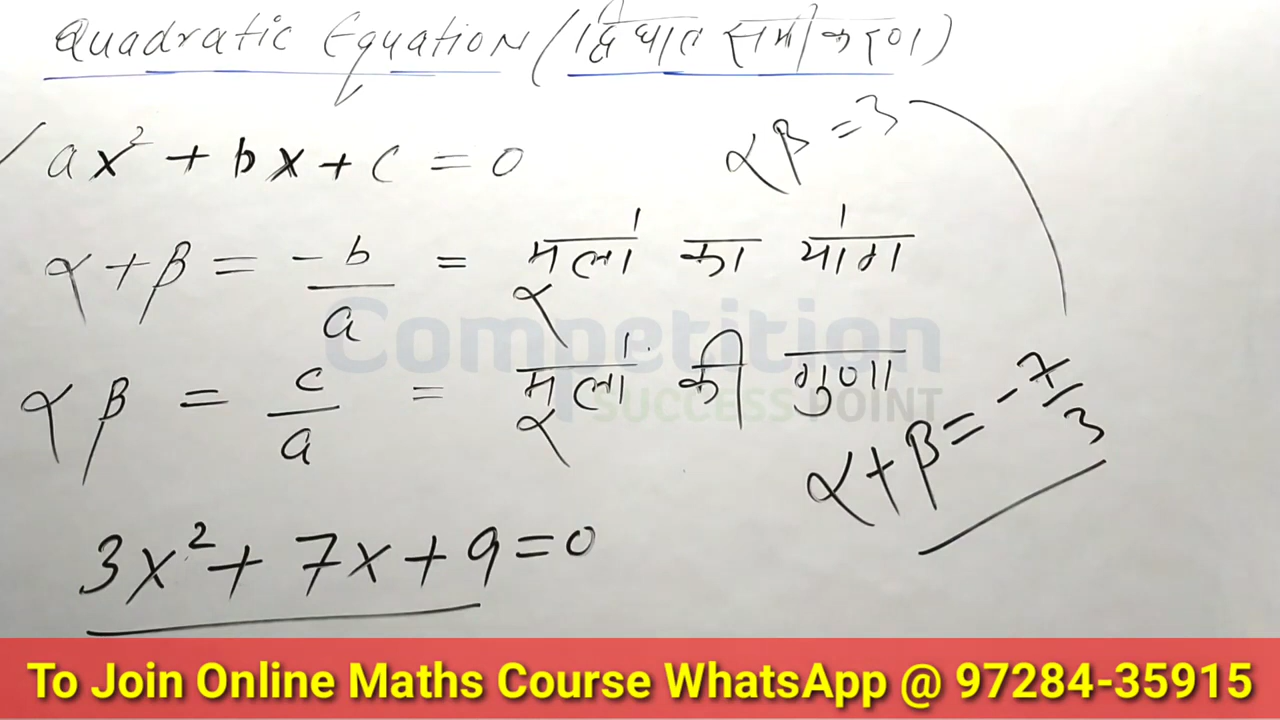 Quadratic Equation (द्विघात समीकरण)
ax² + bx + c = 0
αβ = 3
α + β = -b/a = मूलों का योग
Competition
SUCCESS POINT
αβ = c/a = मूलों की गुणा
α + β = -7/3
3x² + 7x + 9 = 0
To Join Online Maths Course WhatsApp @ 97284-35915